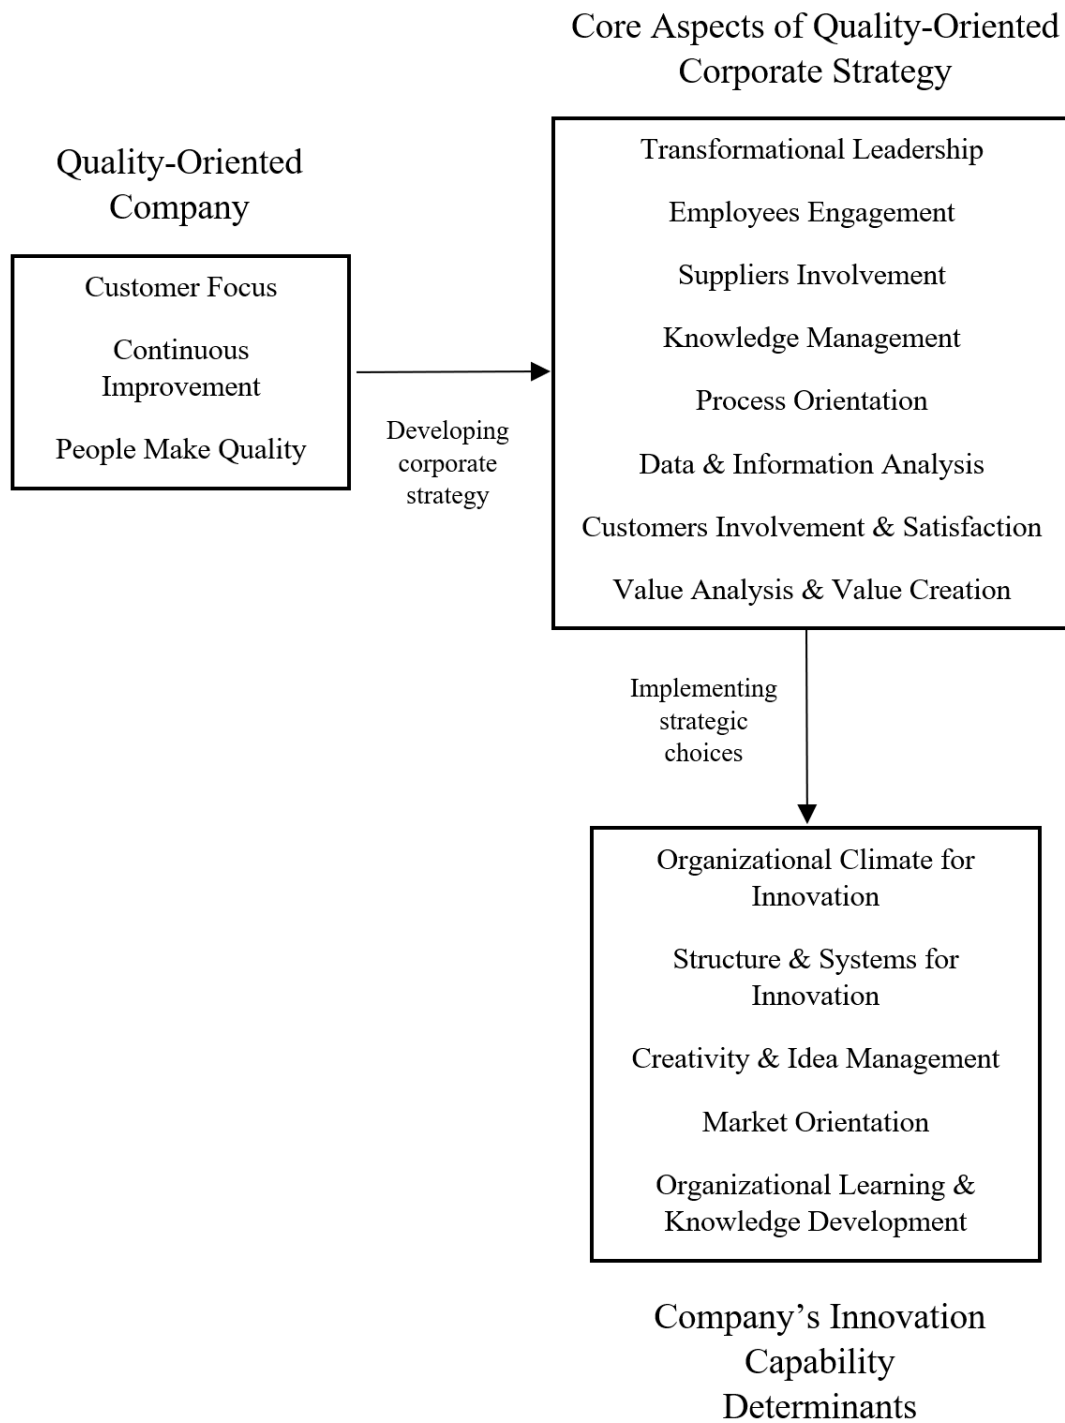 Core Aspects of Quality-Oriented
Corporate Strategy
Quality-Oriented
Company
Customer Focus
Continuous
Improvement
People Make Quality
Developing
corporate
strategy
Transformational Leadership
Employees Engagement
Suppliers Involvement
Knowledge Management
Process Orientation
Data & Information Analysis
Customers Involvement & Satisfaction
Value Analysis & Value Creation
Implementing
strategic
choices
Organizational Climate for
Innovation
Structure & Systems for
Innovation
Creativity & Idea Management
Market Orientation
Organizational Learning &
Knowledge Development
Company’s Innovation
Capability
Determinants